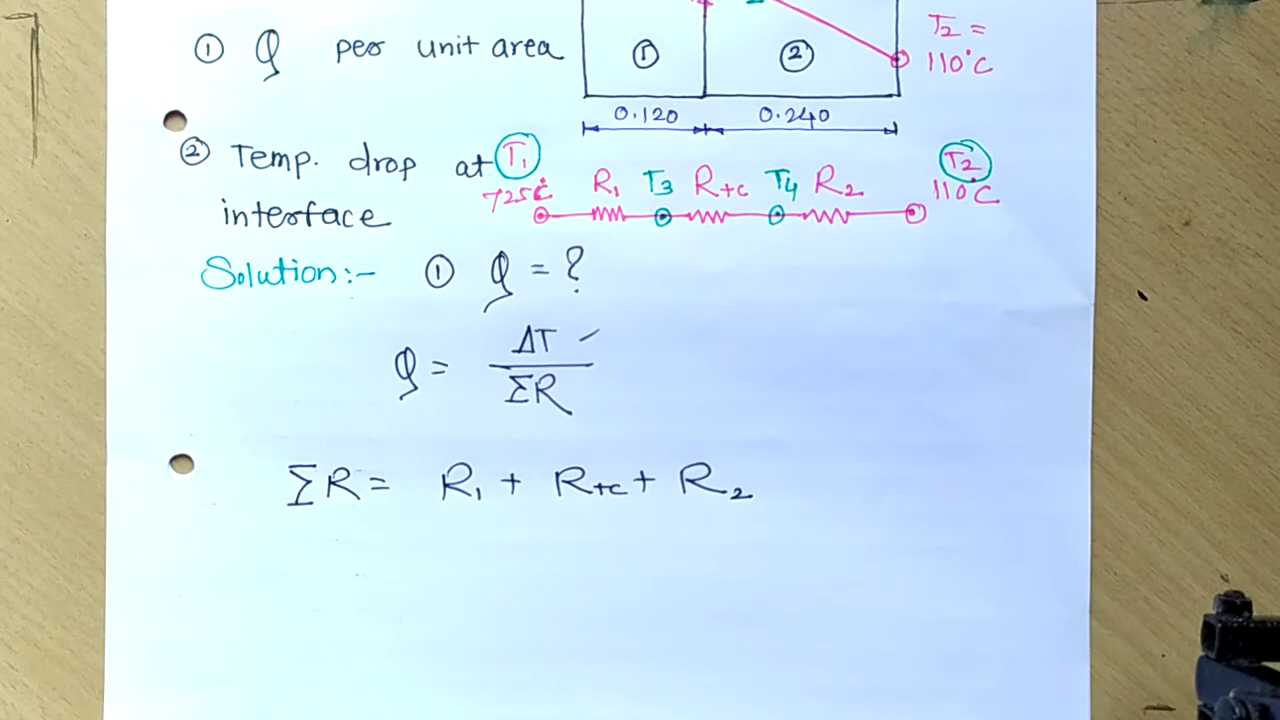 ① Q per unit area
① ②
T₂ =
110°C
0.120 0.240
② Temp. drop at
interface
T₁ R₁ T₃ Rtc T₄ R₂ T₂
725°C 110°C
Solution:- ① Q = ?
Q = ΔT / ΣR
ΣR = R₁ + Rtc + R₂